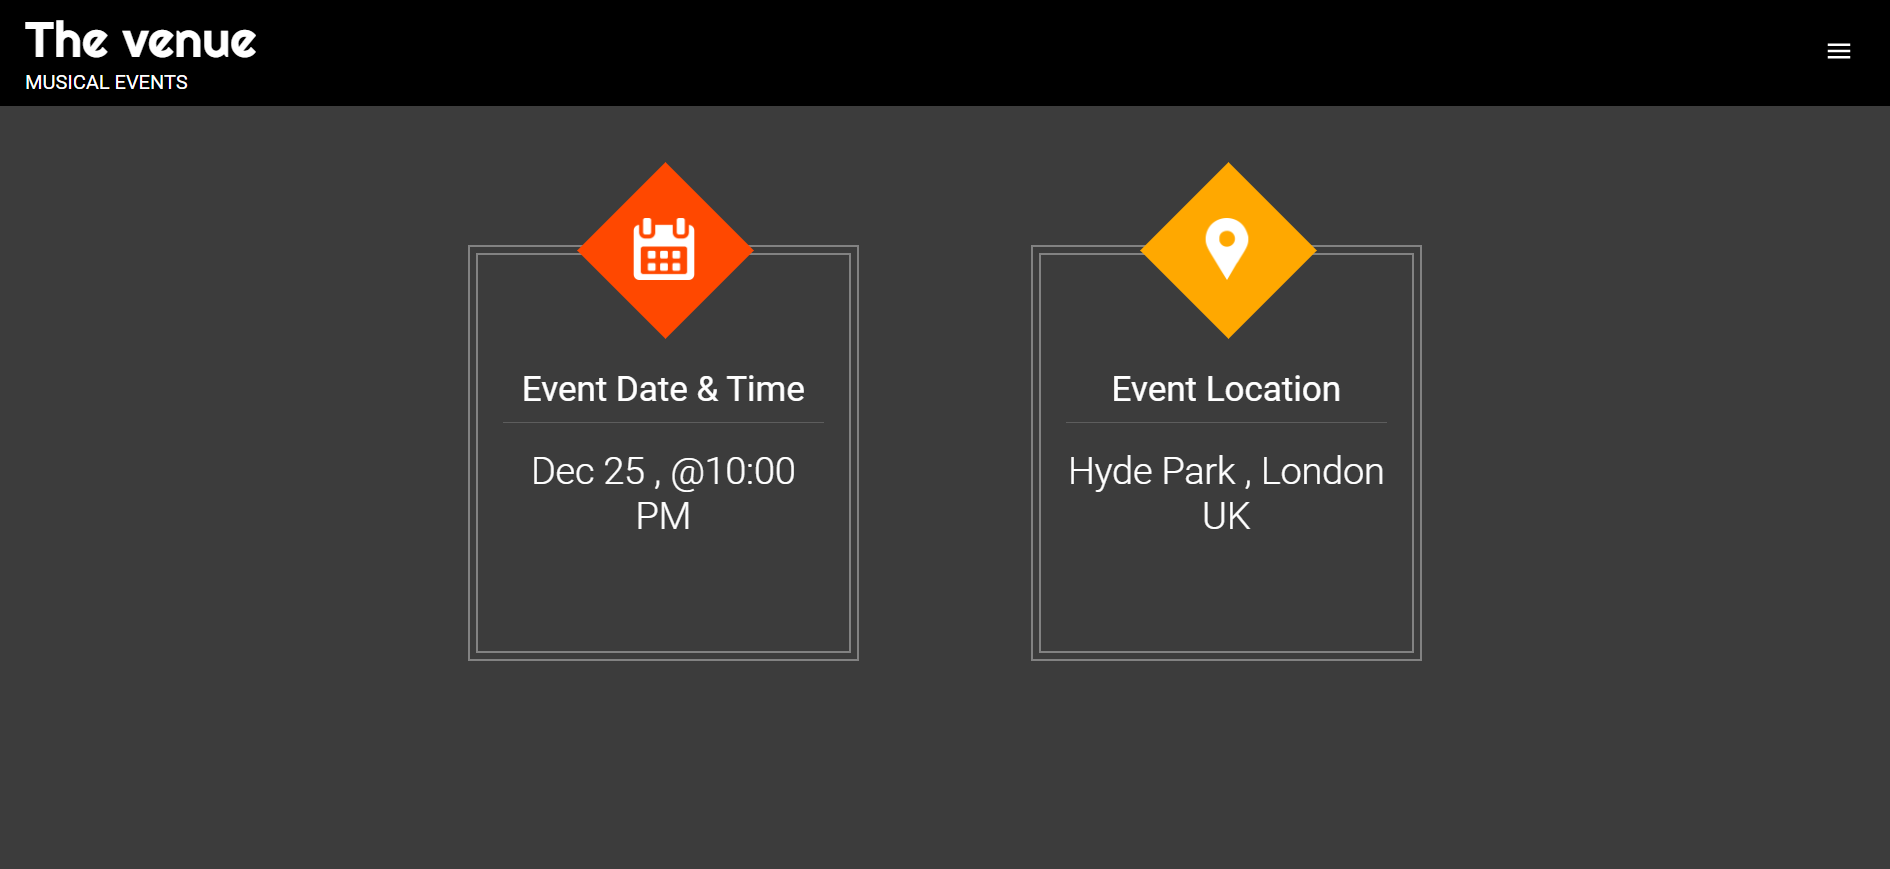 The venue
MUSICAL EVENTS
Event Date & Time
Dec 25 , @10:00
PM
Event Location
Hyde Park , London
UK